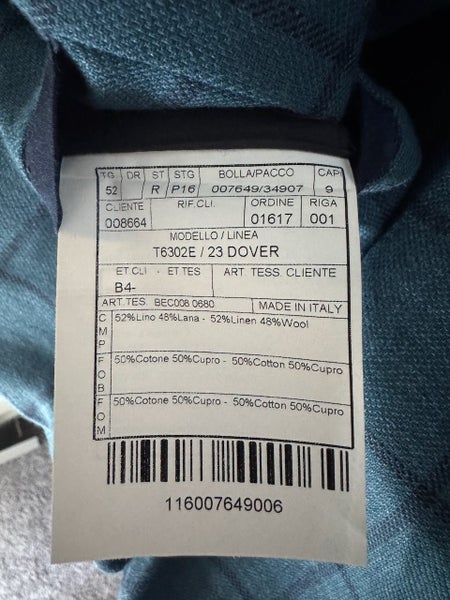 TG DR ST STG BOLLA/PACCO CAP
52 R P16 007649/34907 9
CLIENTE RIF.CLI. ORDINE RIGA
008664 01617 001
MODELLO / LINEA
T6302E / 23 DOVER
ET CLI - ET TES ART. TESS. CLIENTE
B4-
ART.TES. BEC008 0680 MADE IN ITALY
CMP 52%Lino 48%Lana - 52%Linen 48%Wool
FOB 50%Cotone 50%Cupro - 50%Cotton 50%Cupro
FOM 50%Cotone 50%Cupro - 50%Cotton 50%Cupro
116007649006